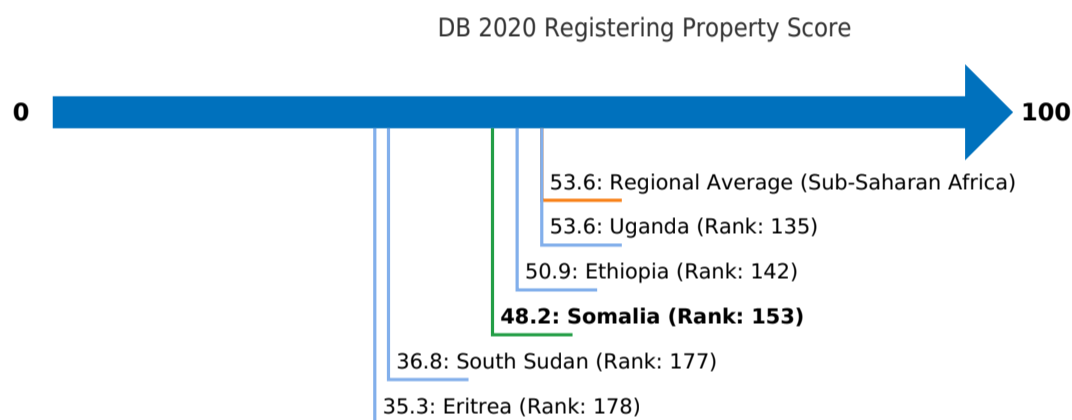 DB 2020 Registering Property Score
0
100
53.6: Regional Average (Sub-Saharan Africa)
53.6: Uganda (Rank: 135)
50.9: Ethiopia (Rank: 142)
48.2: Somalia (Rank: 153)
36.8: South Sudan (Rank: 177)
35.3: Eritrea (Rank: 178)